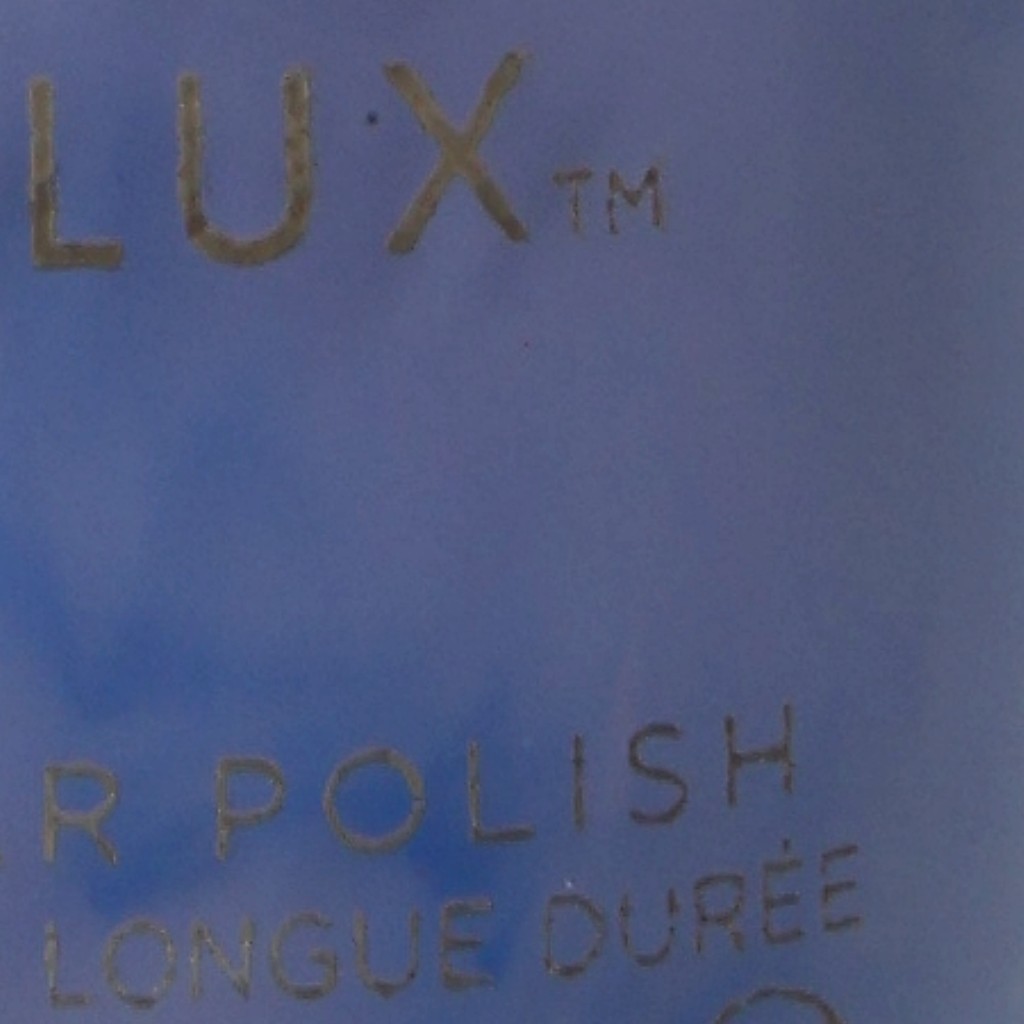 LUX™
R POLISH
LONGUE DURÉE